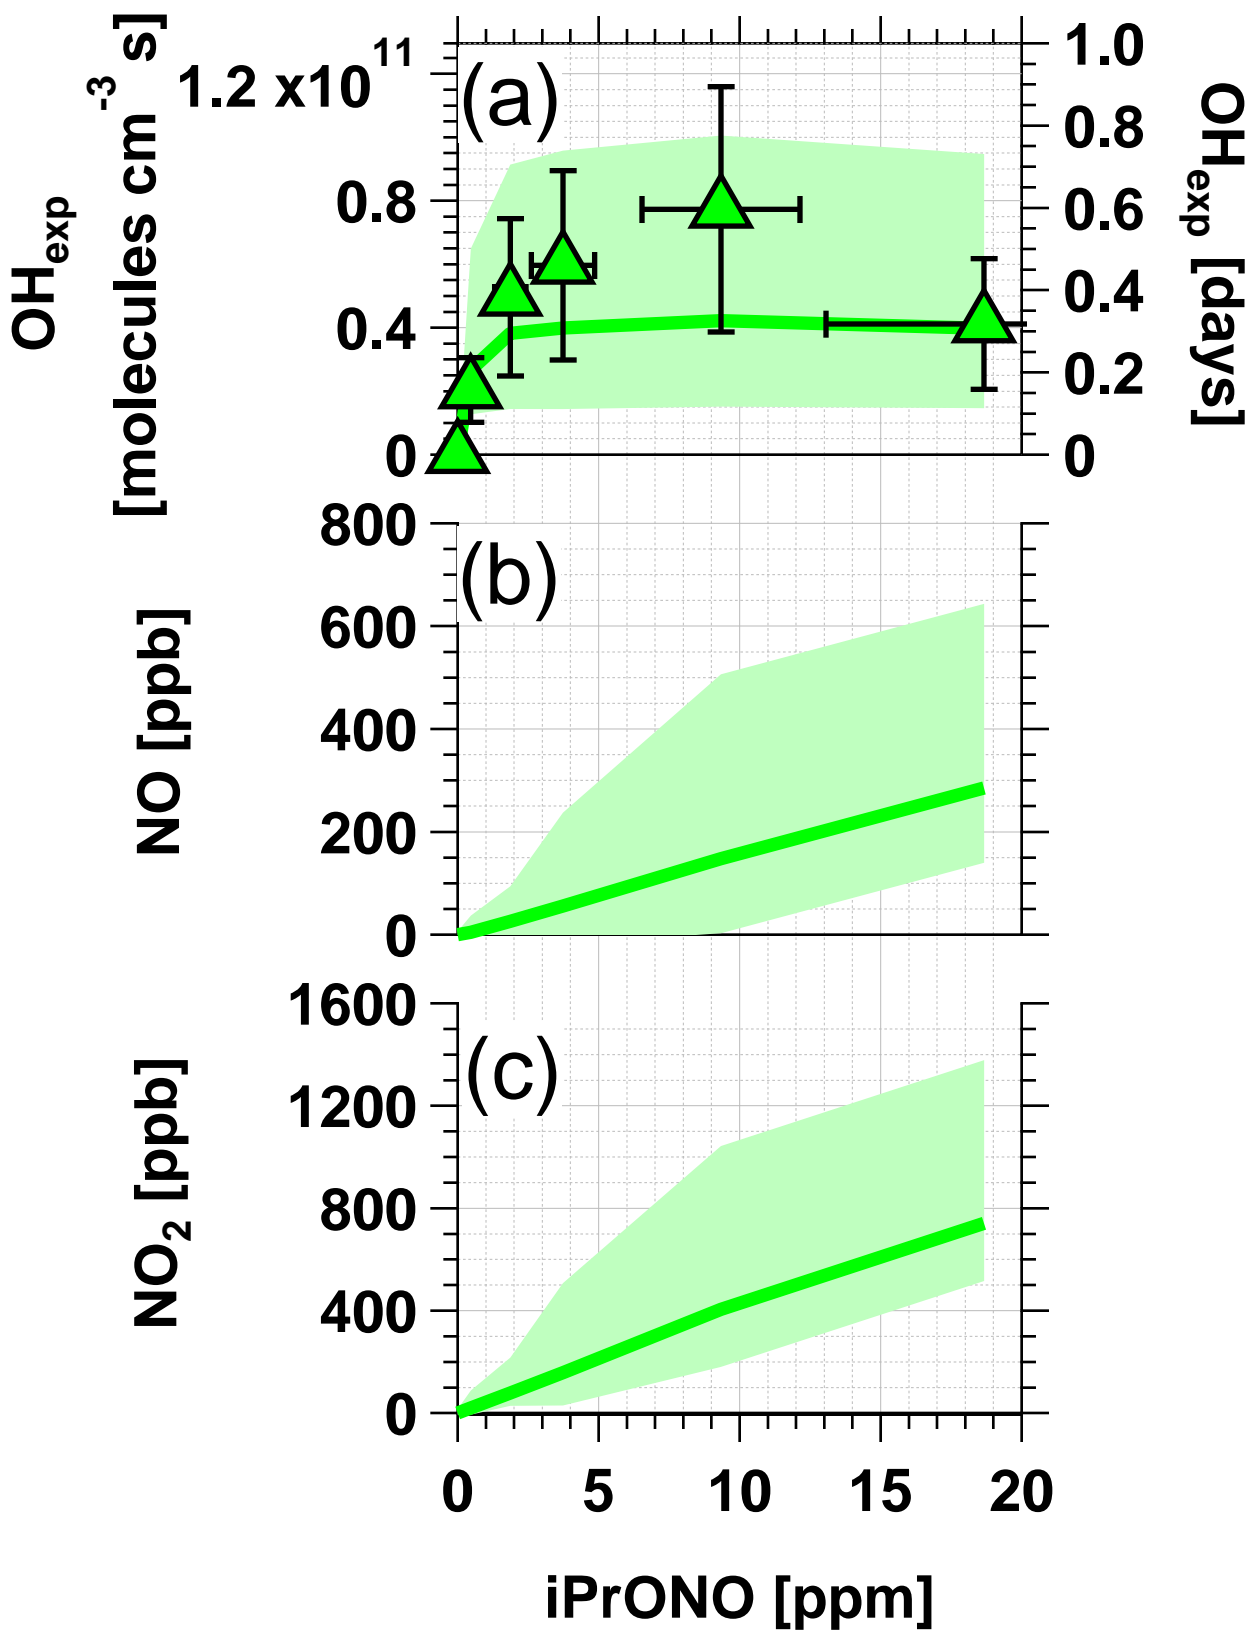 OH_exp
[molecules cm^-3 s]
1.2 x10^11
0.8
0.4
0
(a)
1.0
0.8
0.6
0.4
0.2
0
OH_exp [days]
NO [ppb]
800
600
400
200
0
(b)
NO₂ [ppb]
1600
1200
800
400
0
(c)
0 5 10 15 20
iPrONO [ppm]